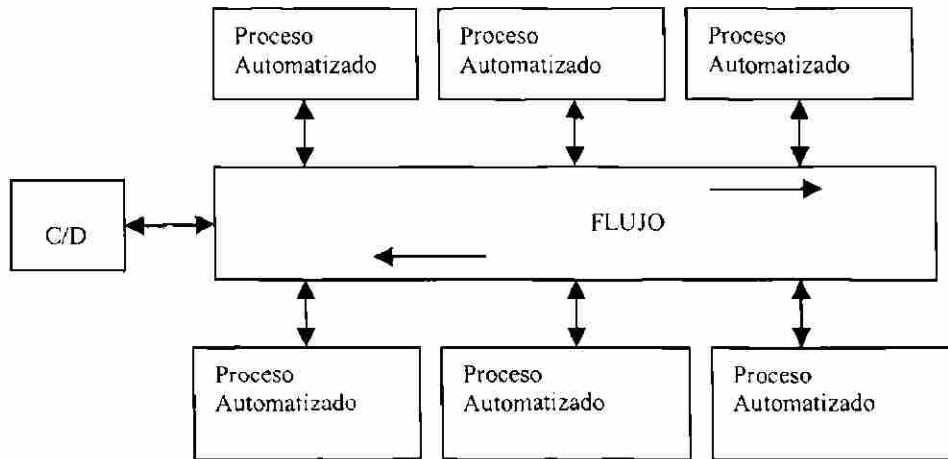 Proceso
Automatizado
Proceso
Automatizado
Proceso
Automatizado
C/D
FLUJO
Proceso
Automatizado
Proceso
Automatizado
Proceso
Automatizado